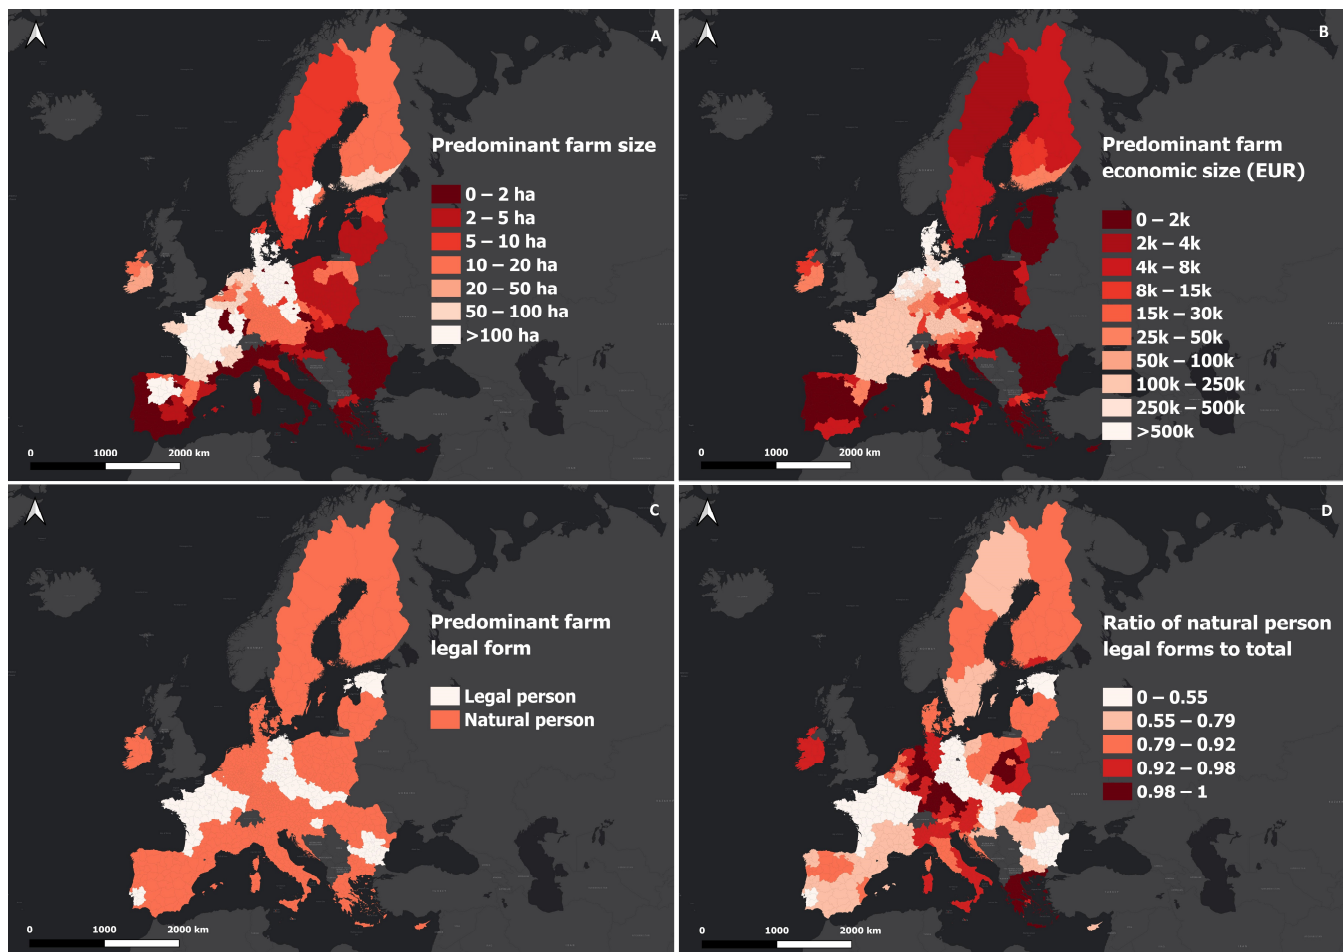 A
Predominant farm size
0 – 2 ha
2 – 5 ha
5 – 10 ha
10 – 20 ha
20 – 50 ha
50 – 100 ha
>100 ha
0 1000 2000 km
B
Predominant farm
economic size (EUR)
0 – 2k
2k – 4k
4k – 8k
8k – 15k
15k – 30k
25k – 50k
50k – 100k
100k – 250k
250k – 500k
>500k
0 1000 2000 km
C
Predominant farm
legal form
Legal person
Natural person
0 1000 2000 km
D
Ratio of natural person
legal forms to total
0 – 0.55
0.55 – 0.79
0.79 – 0.92
0.92 – 0.98
0.98 – 1
0 1000 2000 km